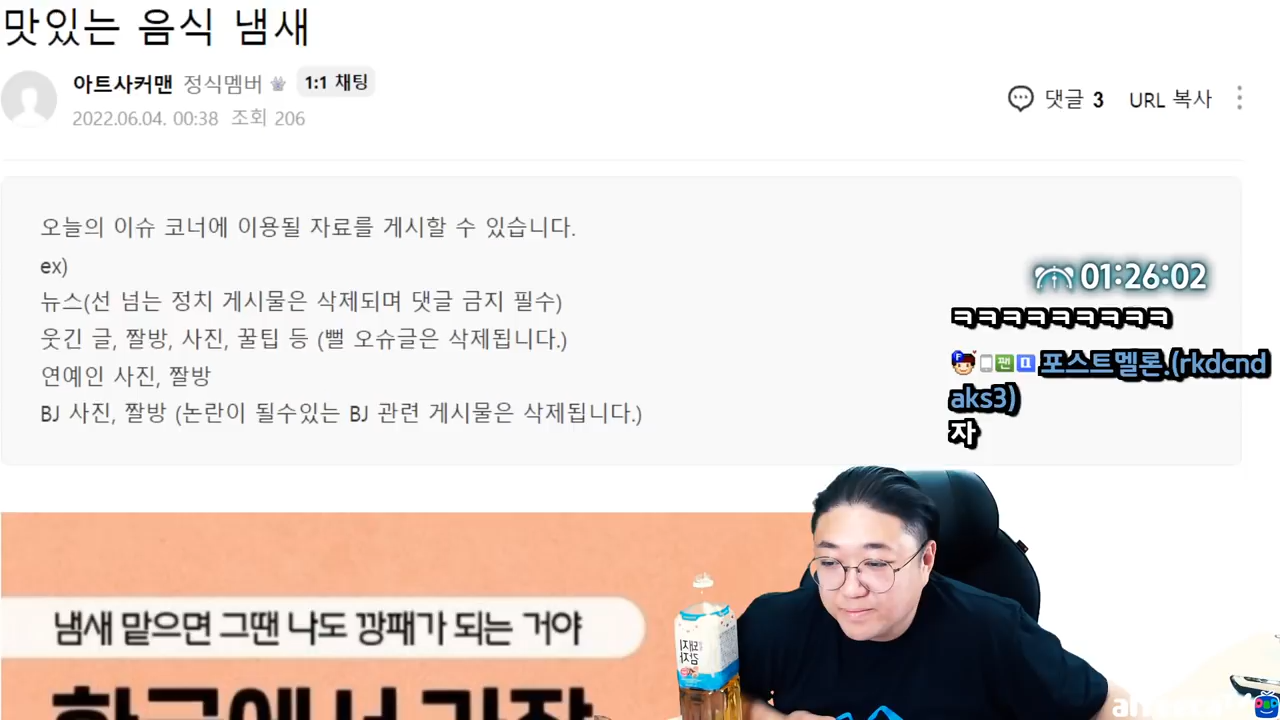 맛있는 음식 냄새
아트사커맨 정식멤버 1:1 채팅
2022.06.04. 00:38 조회 206
댓글 3 URL 복사
오늘의 이슈 코너에 이용될 자료를 게시할 수 있습니다.
ex)
뉴스(선 넘는 정치 게시물은 삭제되며 댓글 금지 필수)
웃긴 글, 짤방, 사진, 꿀팁 등 (뻘 오슈글은 삭제됩니다.)
연예인 사진, 짤방
BJ 사진, 짤방 (논란이 될수있는 BJ 관련 게시물은 삭제됩니다.)
01:26:02
ㅋㅋㅋㅋㅋㅋㅋㅋㅋ
포스트멜론.(rkdcnd
aks3)
자
냄새 맡으면 그땐 나도 깡패가 되는 거야
한국에서 가장